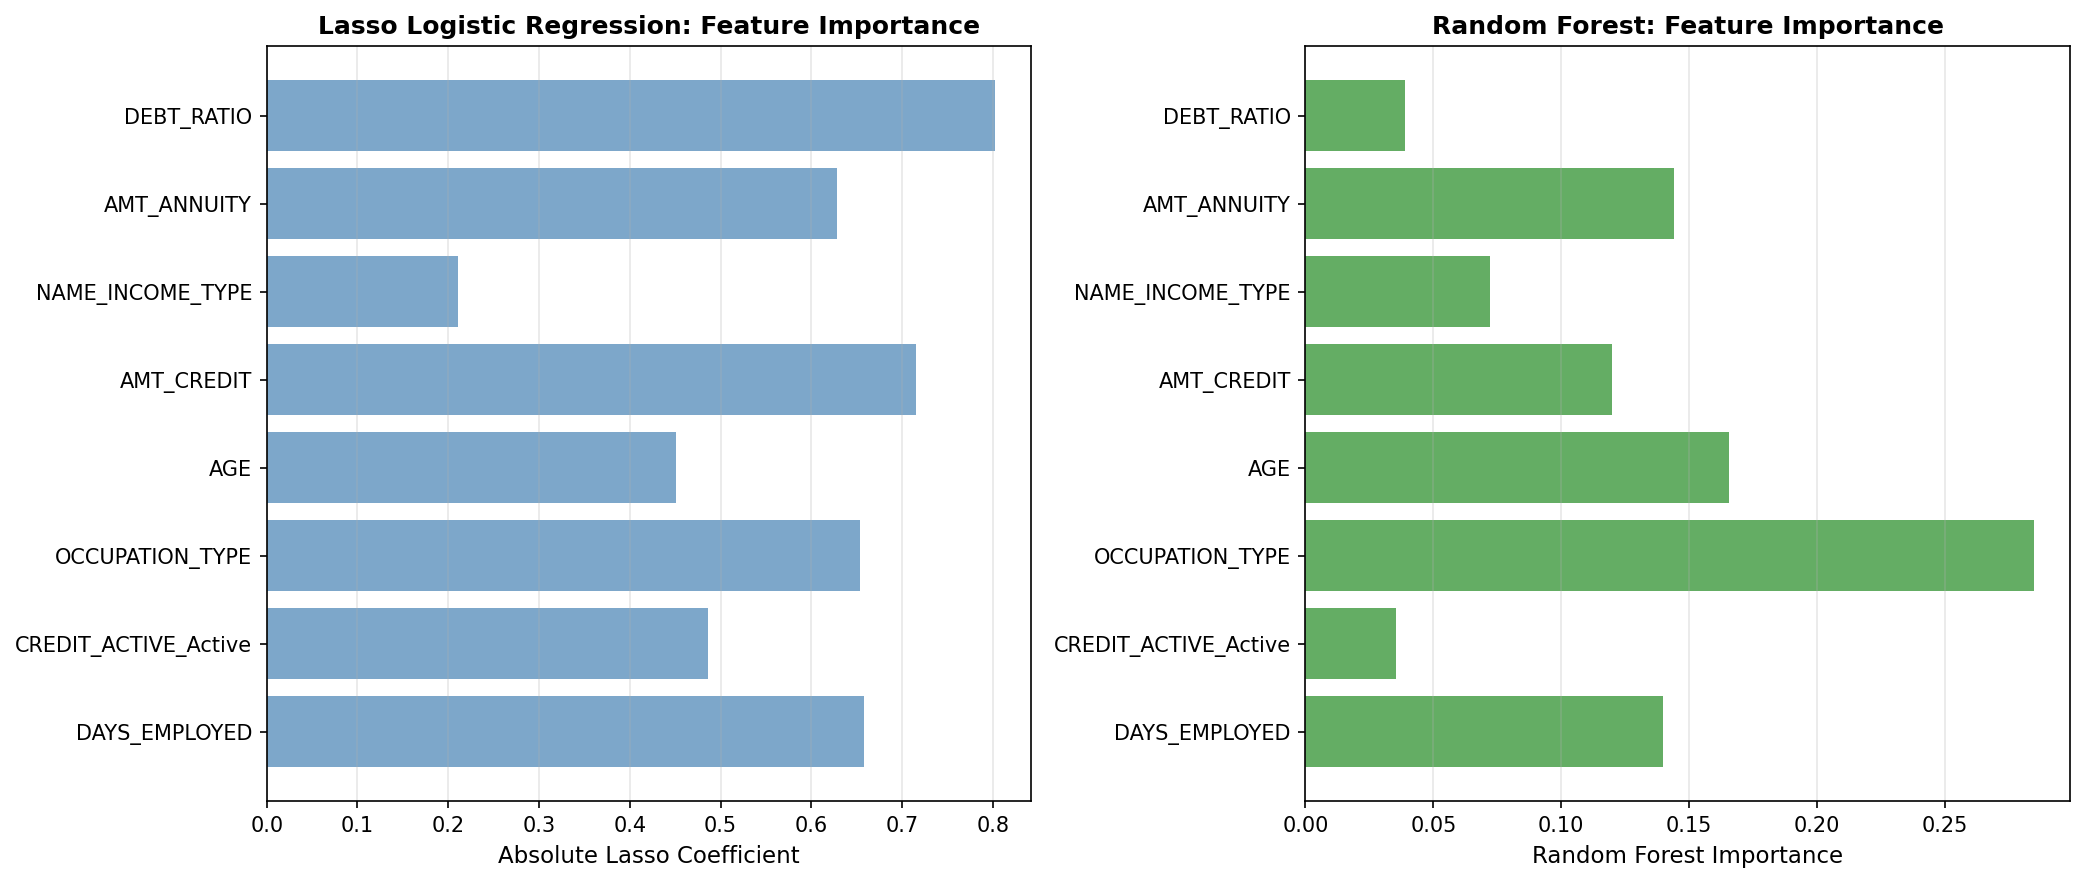 Lasso Logistic Regression: Feature Importance
DEBT_RATIO
AMT_ANNUITY
NAME_INCOME_TYPE
AMT_CREDIT
AGE
OCCUPATION_TYPE
CREDIT_ACTIVE_Active
DAYS_EMPLOYED
0.0 0.1 0.2 0.3 0.4 0.5 0.6 0.7 0.8
Absolute Lasso Coefficient
Random Forest: Feature Importance
DEBT_RATIO
AMT_ANNUITY
NAME_INCOME_TYPE
AMT_CREDIT
AGE
OCCUPATION_TYPE
CREDIT_ACTIVE_Active
DAYS_EMPLOYED
0.00 0.05 0.10 0.15 0.20 0.25
Random Forest Importance